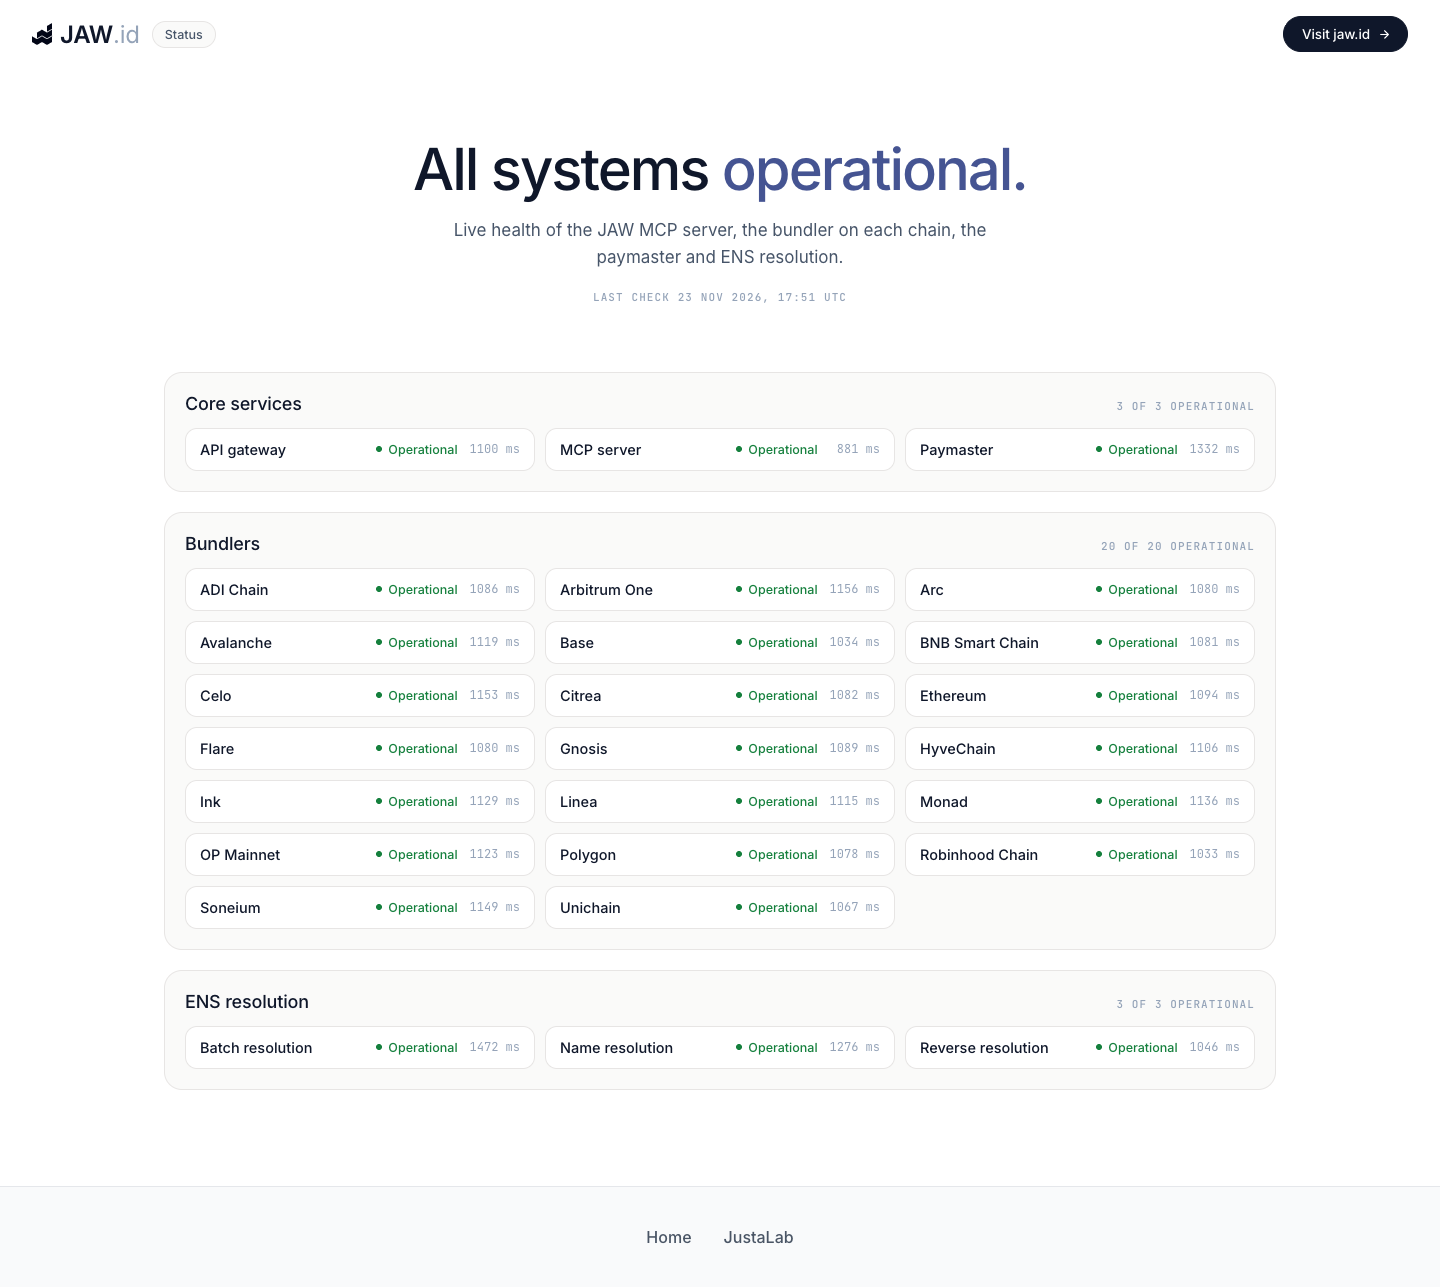 JAW.id Status Visit jaw.id →
All systems operational.
Live health of the JAW MCP server, the bundler on each chain, the
paymaster and ENS resolution.
LAST CHECK 23 NOV 2026, 17:51 UTC
Core services 3 OF 3 OPERATIONAL
API gateway Operational 1100 ms MCP server Operational 881 ms Paymaster Operational 1332 ms
Bundlers 20 OF 20 OPERATIONAL
ADI Chain Operational 1086 ms Arbitrum One Operational 1156 ms Arc Operational 1080 ms
Avalanche Operational 1119 ms Base Operational 1034 ms BNB Smart Chain Operational 1081 ms
Celo Operational 1153 ms Citrea Operational 1082 ms Ethereum Operational 1094 ms
Flare Operational 1080 ms Gnosis Operational 1089 ms HyveChain Operational 1106 ms
Ink Operational 1129 ms Linea Operational 1115 ms Monad Operational 1136 ms
OP Mainnet Operational 1123 ms Polygon Operational 1078 ms Robinhood Chain Operational 1033 ms
Soneium Operational 1149 ms Unichain Operational 1067 ms
ENS resolution 3 OF 3 OPERATIONAL
Batch resolution Operational 1472 ms Name resolution Operational 1276 ms Reverse resolution Operational 1046 ms
Home JustaLab